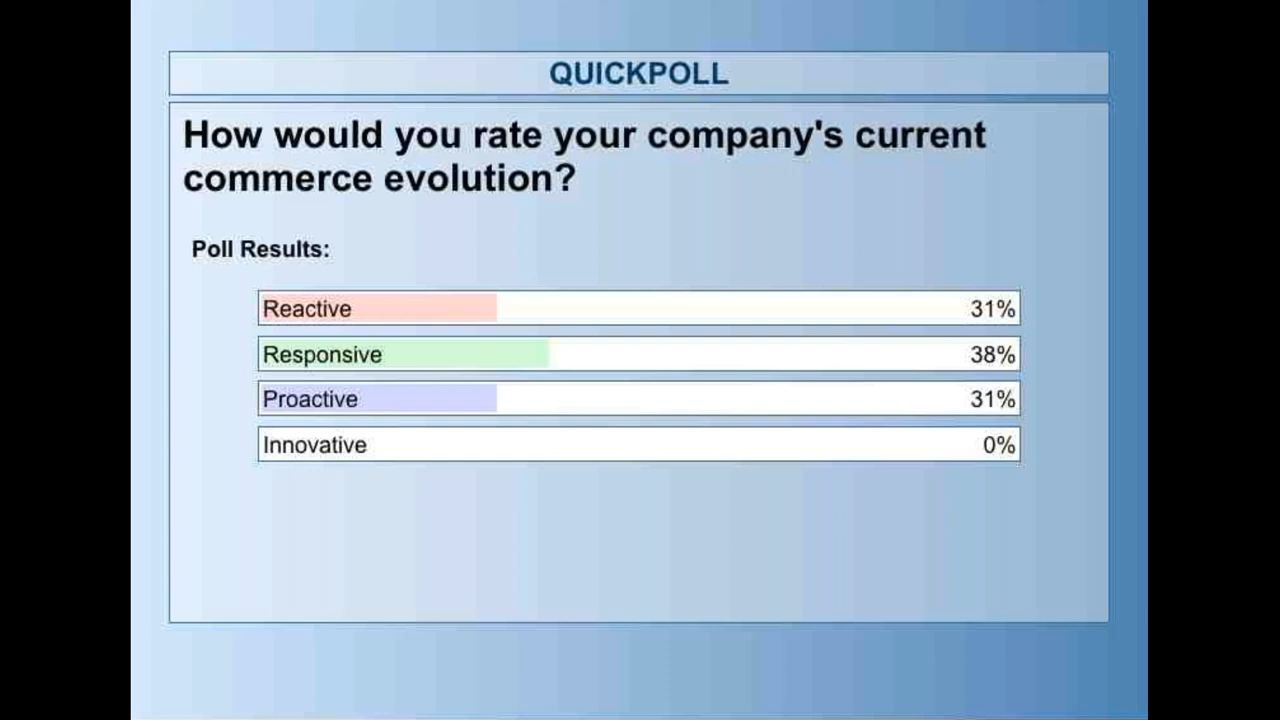 QUICKPOLL
How would you rate your company's current
commerce evolution?
Poll Results:
Reactive 31%
Responsive 38%
Proactive 31%
Innovative 0%